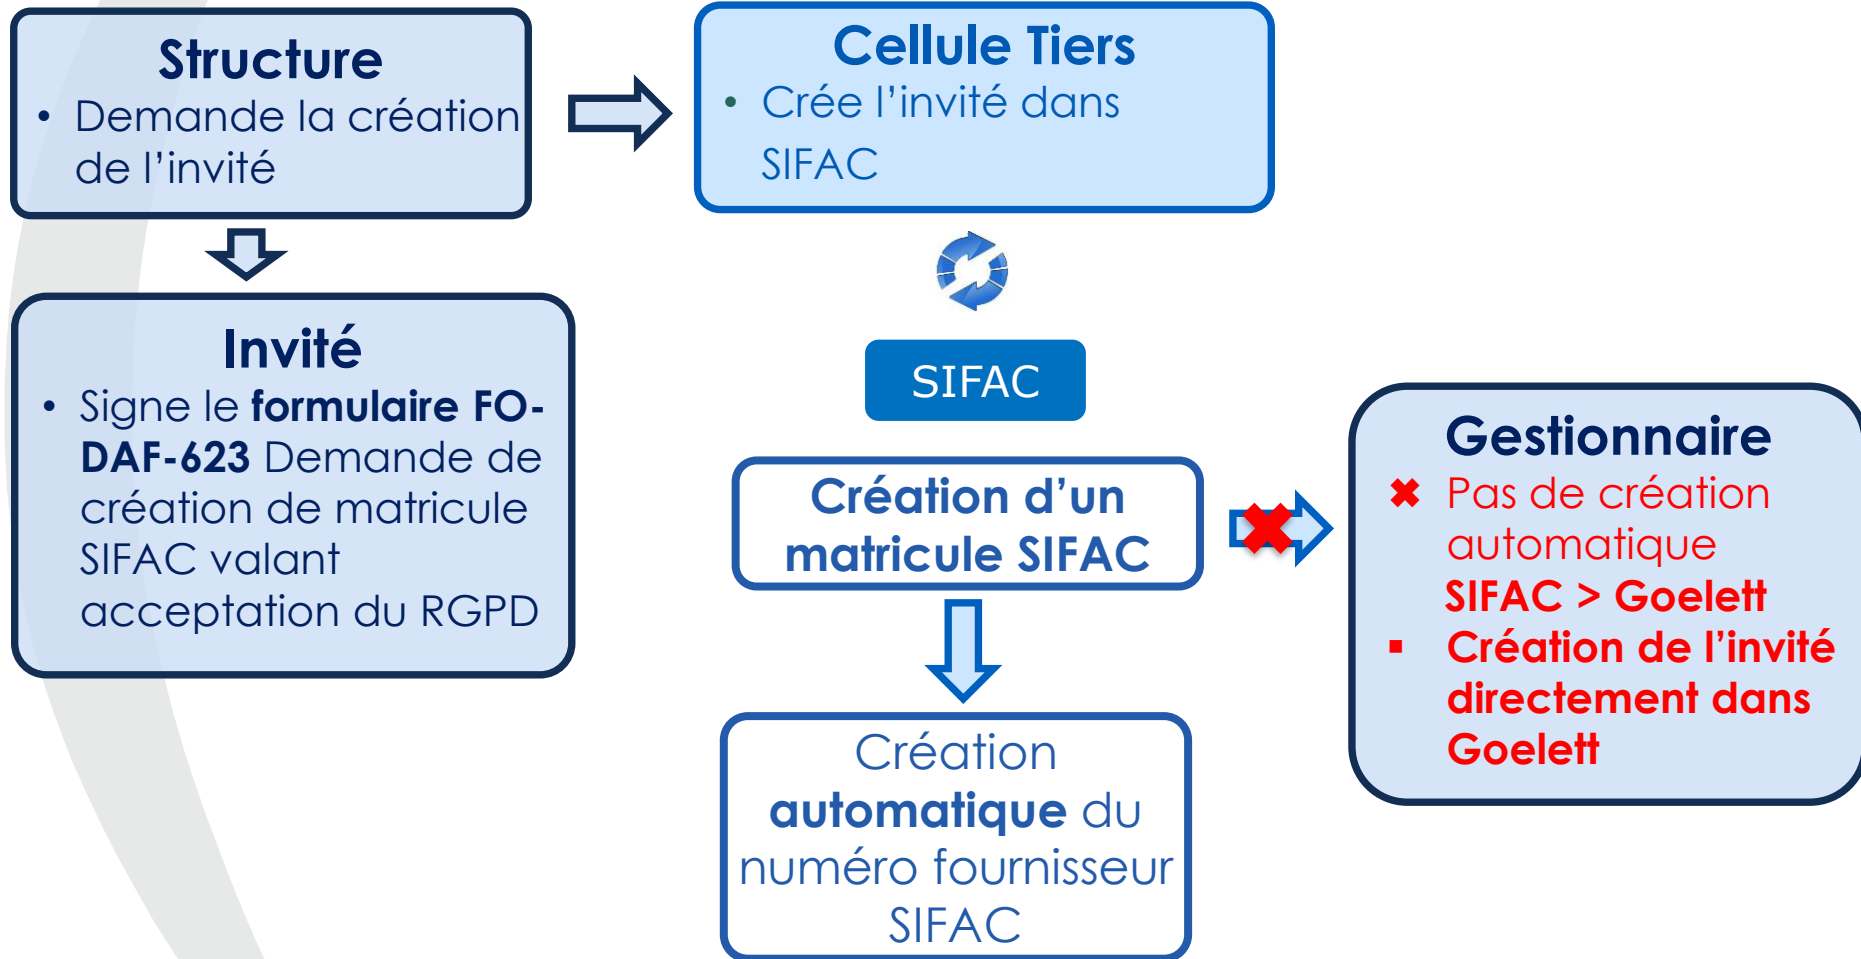 Structure
• Demande la création
de l’invité
Cellule Tiers
• Crée l’invité dans
SIFAC
Invité
• Signe le formulaire FO-
DAF-623 Demande de
création de matricule
SIFAC valant
acceptation du RGPD
SIFAC
Création d’un
matricule SIFAC
Création
automatique du
numéro fournisseur
SIFAC
Gestionnaire
✖ Pas de création
automatique
SIFAC > Goelett
▪ Création de l’invité
directement dans
Goelett